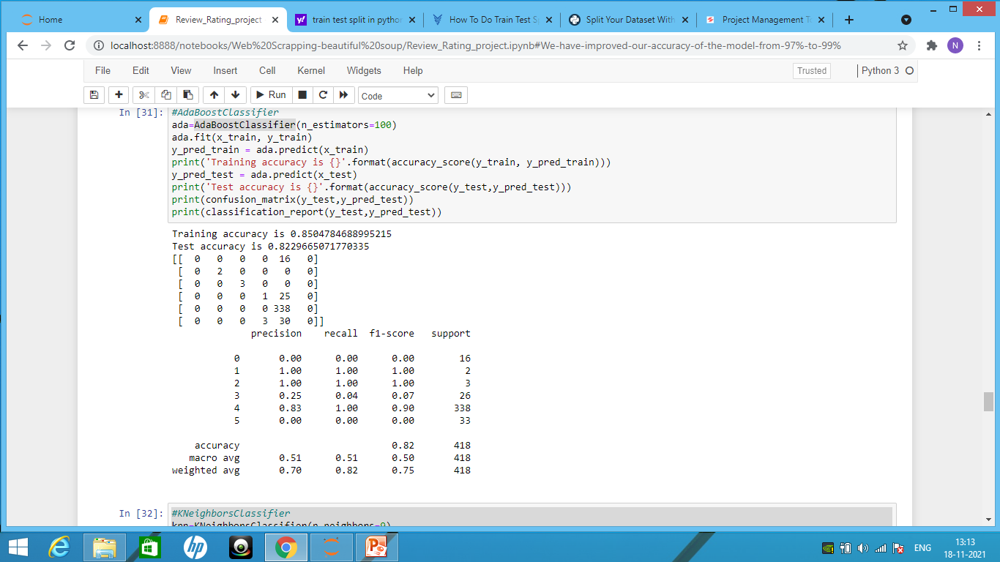 Home
Review_Rating_project
train test split in pytho
How To Do Train Test S
Split Your Dataset With
Project Management T
localhost:8888/notebooks/Web%20Scrapping-beautiful%20soup/Review_Rating_project.ipynb#We-have-improved-our-accuracy-of-the-model-from-97%-to-99%
N
File Edit View Insert Cell Kernel Widgets Help Trusted Python 3
Run Code
In [31]: #AdaBoostClassifier
ada=AdaBoostClassifier(n_estimators=100)
ada.fit(x_train, y_train)
y_pred_train = ada.predict(x_train)
print('Training accuracy is {}'.format(accuracy_score(y_train, y_pred_train)))
y_pred_test = ada.predict(x_test)
print('Test accuracy is {}'.format(accuracy_score(y_test,y_pred_test)))
print(confusion_matrix(y_test,y_pred_test))
print(classification_report(y_test,y_pred_test))
Training accuracy is 0.8504784688995215
Test accuracy is 0.8229665071770335
[[ 0 0 0 0 16 0]
[ 0 2 0 0 0 0]
[ 0 0 3 0 0 0]
[ 0 0 0 1 25 0]
[ 0 0 0 0 338 0]
[ 0 0 0 3 30 0]]
precision recall f1-score support
0 0.00 0.00 0.00 16
1 1.00 1.00 1.00 2
2 1.00 1.00 1.00 3
3 0.25 0.04 0.07 26
4 0.83 1.00 0.90 338
5 0.00 0.00 0.00 33
accuracy 0.82 418
macro avg 0.51 0.51 0.50 418
weighted avg 0.70 0.82 0.75 418
In [32]: #KNeighborsClassifier
knn=KNeighborsClassifier(n_neighbors=9)
hp
ENG
13:13
18-11-2021